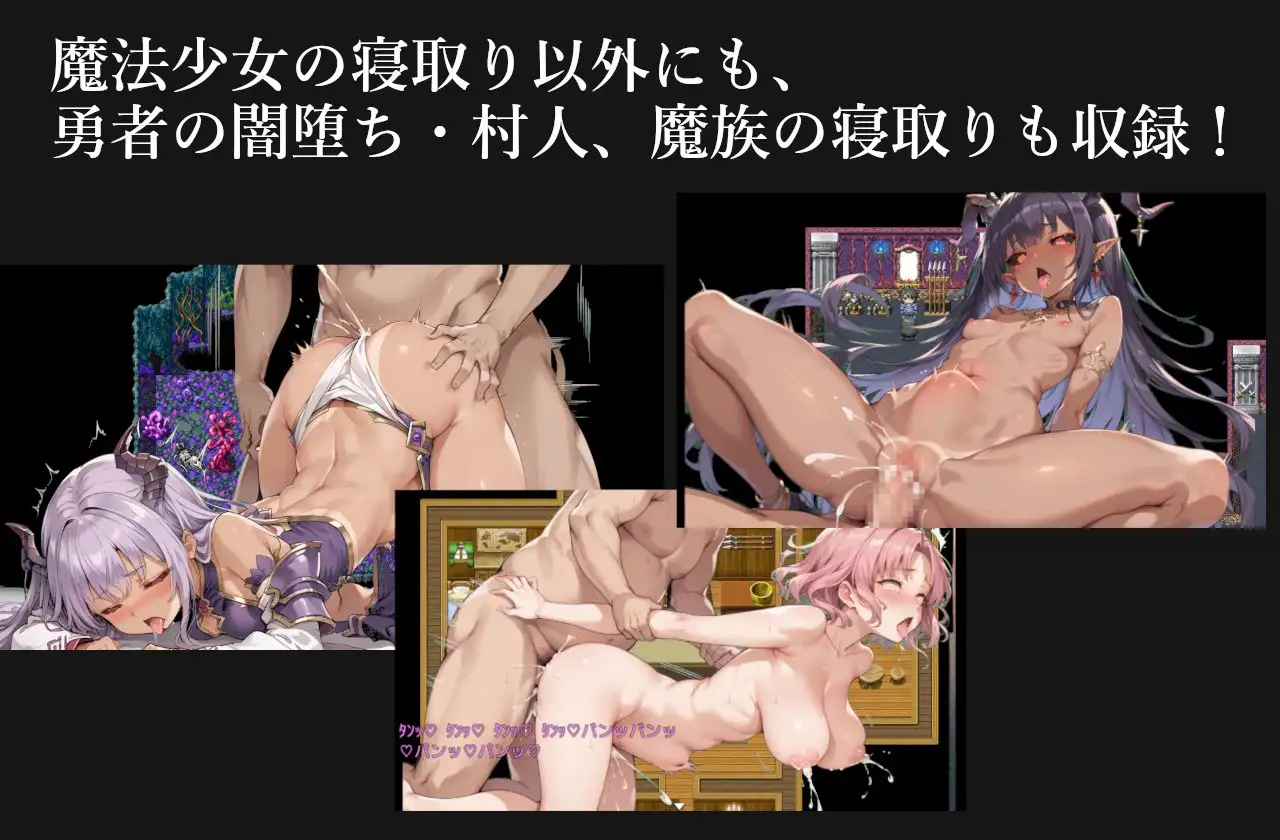 魔法少女の寝取り以外にも、
勇者の闇堕ち・村人、魔族の寝取りも収録！
ﾀﾝｯ♡ ﾀﾝｯ♡ ﾀﾝｯ♡ ﾀﾝｯ♡パンッパンッ
♡パンッ♡パンッ♡